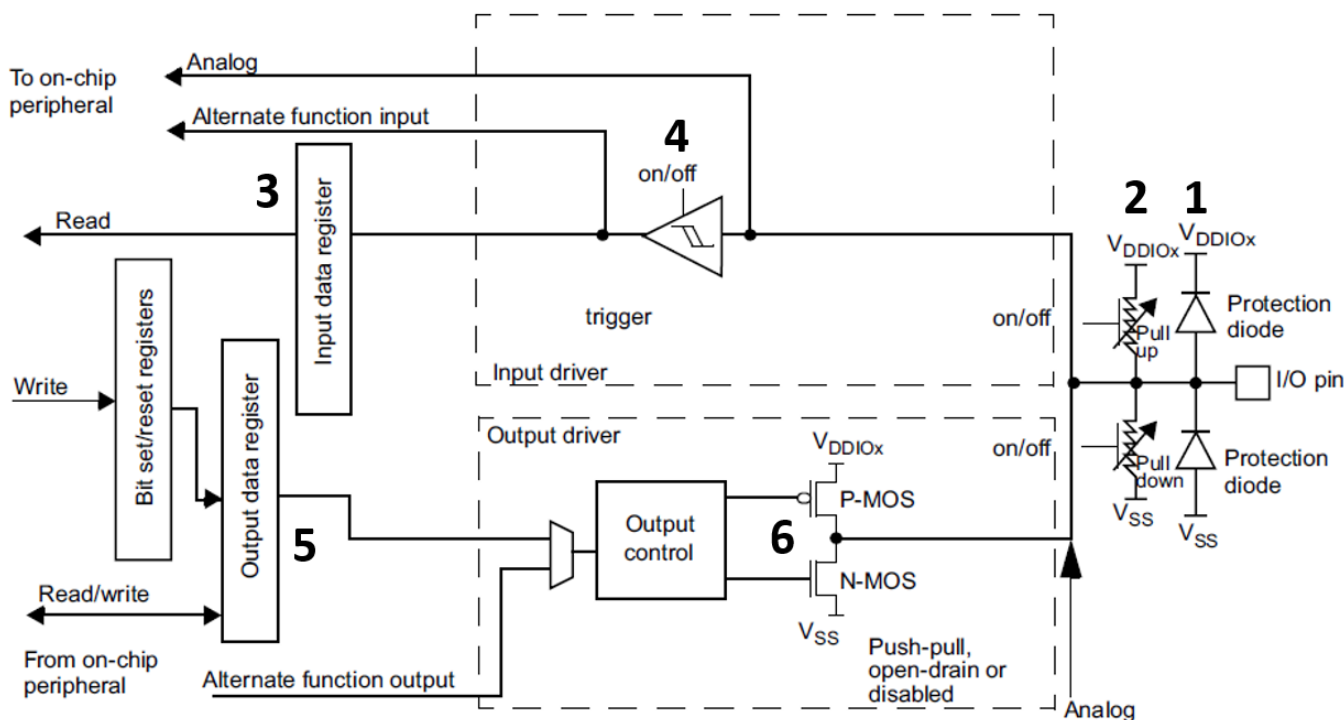 To on-chip
peripheral
Analog
Alternate function input
3
Read
Input data register
4
on/off
trigger
Input driver
2
1
VDDIOx
VDDIOx
on/off
Pull
up
Protection
diode
I/O pin
on/off
Pull
down
Protection
diode
VSS
VSS
Write
Bit set/reset registers
Output data register
5
Read/write
From on-chip
peripheral
Alternate function output
Output driver
Output
control
VDDIOx
P-MOS
6
N-MOS
VSS
Push-pull,
open-drain or
disabled
Analog